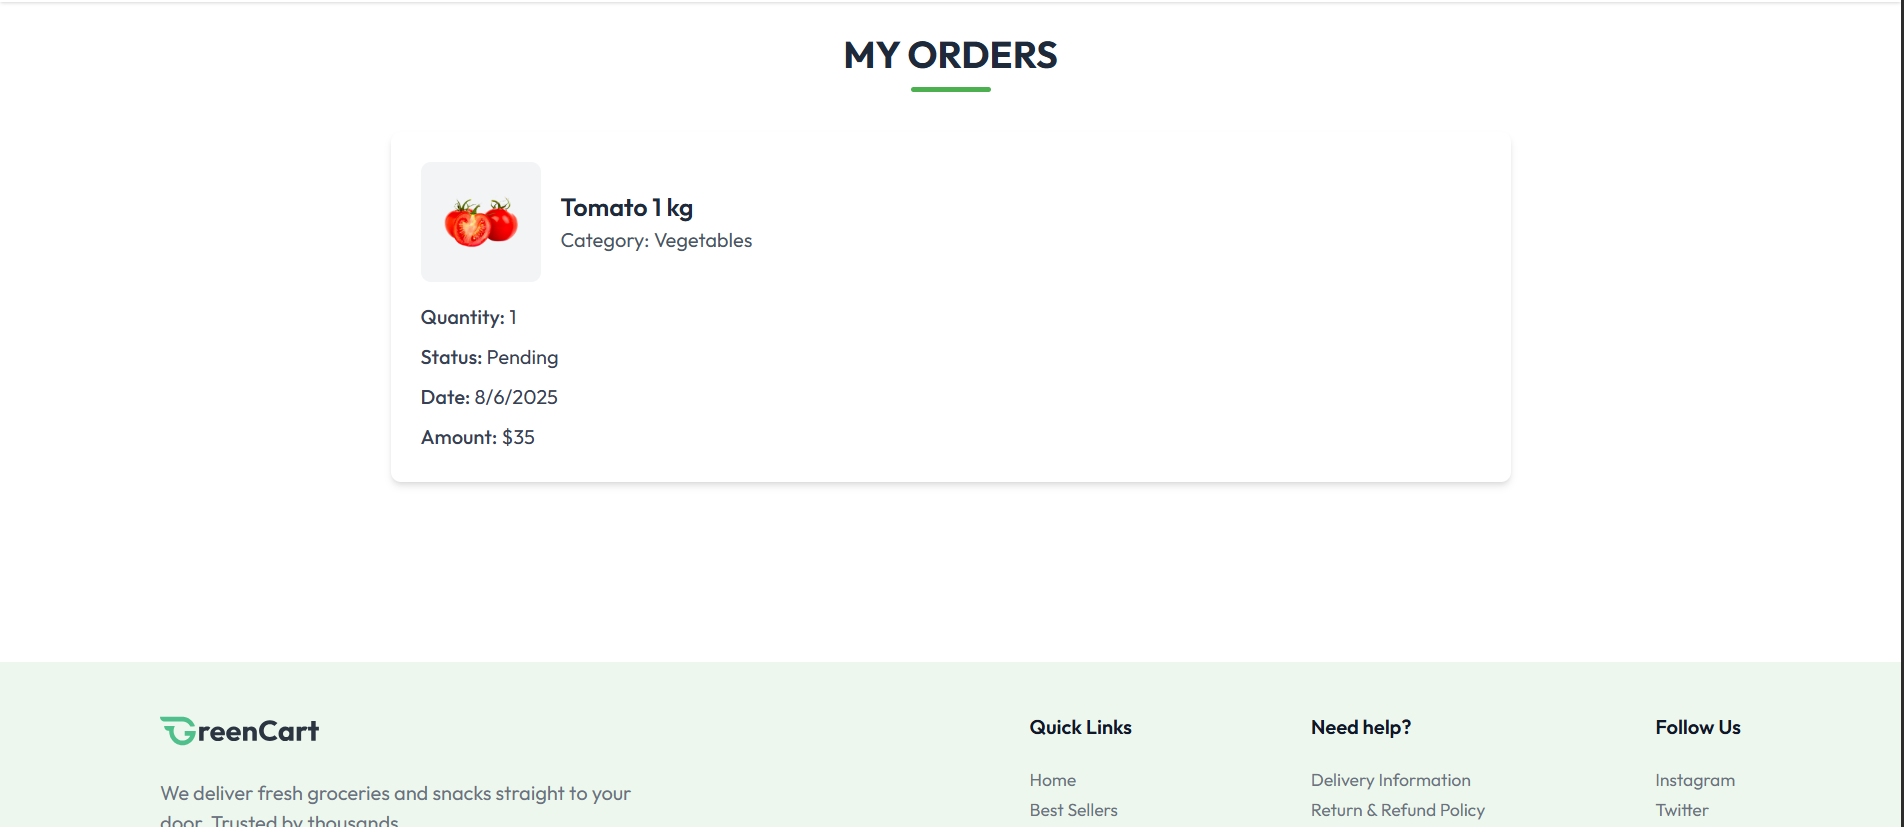 MY ORDERS
Tomato 1 kg
Category: Vegetables
Quantity: 1
Status: Pending
Date: 8/6/2025
Amount: $35
GreenCart
We deliver fresh groceries and snacks straight to your
door. Trusted by thousands
Quick Links
Home
Best Sellers
Need help?
Delivery Information
Return & Refund Policy
Follow Us
Instagram
Twitter